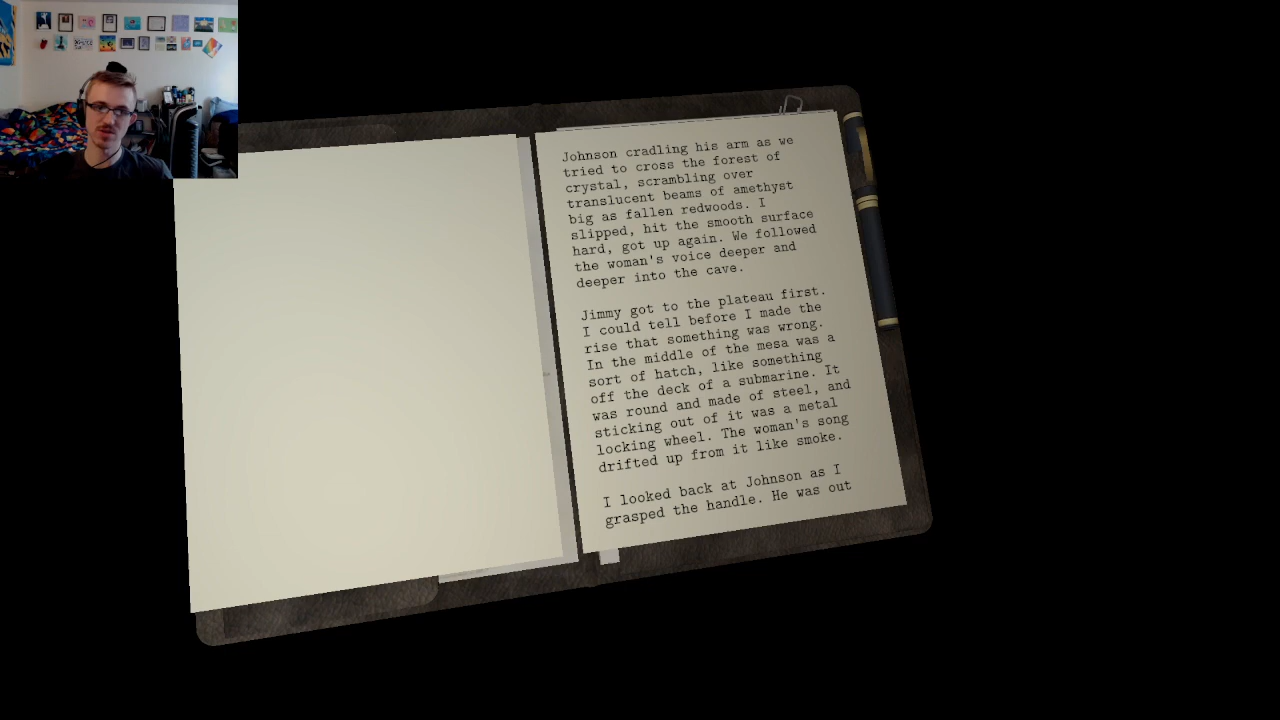 Johnson cradling his arm as we
tried to cross the forest of
crystal, scrambling over
translucent beams of amethyst
big as fallen redwoods. I
slipped, hit the smooth surface
hard, got up again. We followed
the woman's voice deeper and
deeper into the cave.
Jimmy got to the plateau first.
I could tell before I made the
rise that something was wrong.
In the middle of the mesa was a
sort of hatch, like something
off the deck of a submarine. It
was round and made of steel, and
sticking out of it was a metal
locking wheel. The woman's song
drifted up from it like smoke.
I looked back at Johnson as I
grasped the handle. He was out